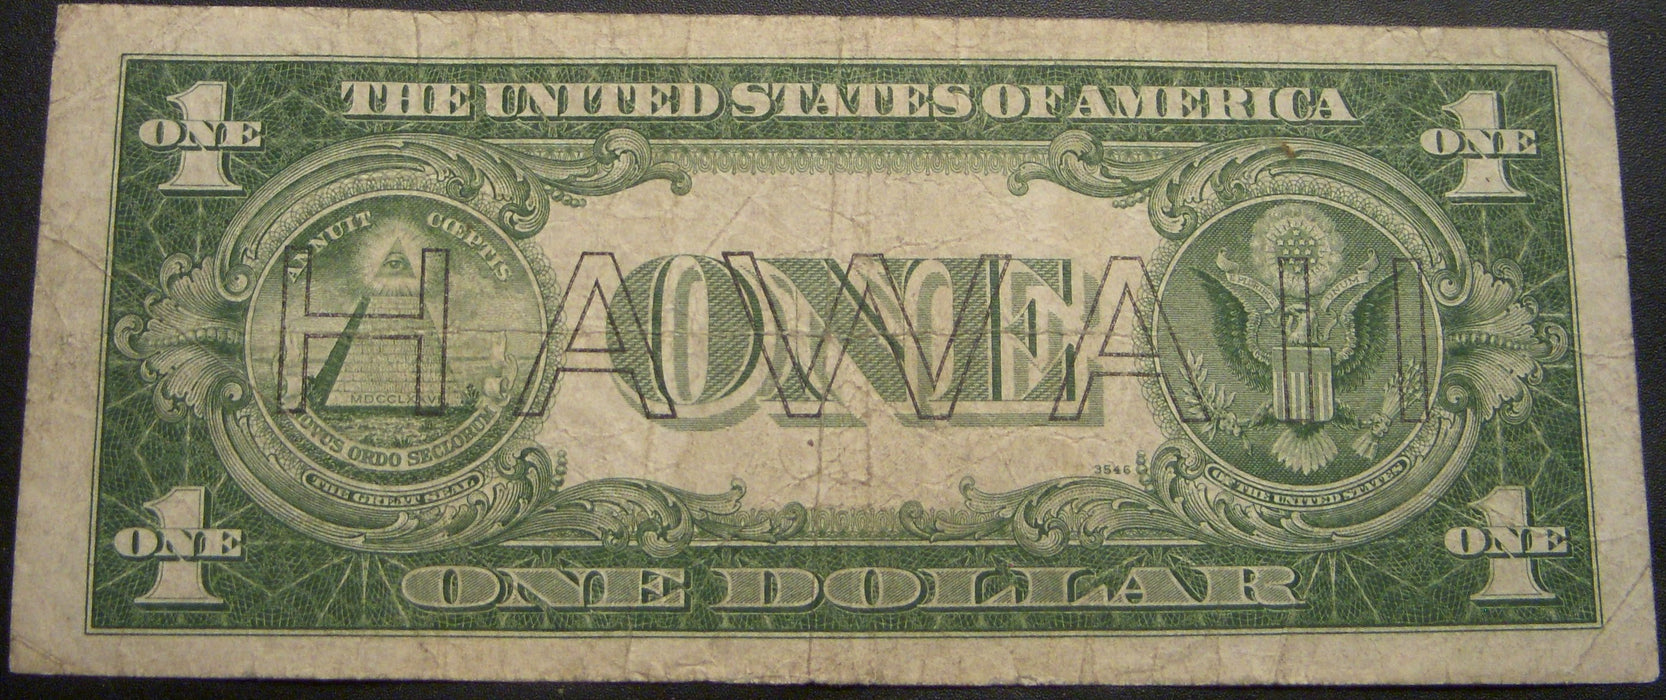 THE UNITED STATES OF AMERICA
1
ONE
1
ONE
ANNUIT CŒPTIS
HAWAII
ONE
MDCCLXXVI
NOVUS ORDO SECLORUM
3546
THE GREAT SEAL
OF THE UNITED STATES
1
ONE
1
ONE
ONE DOLLAR